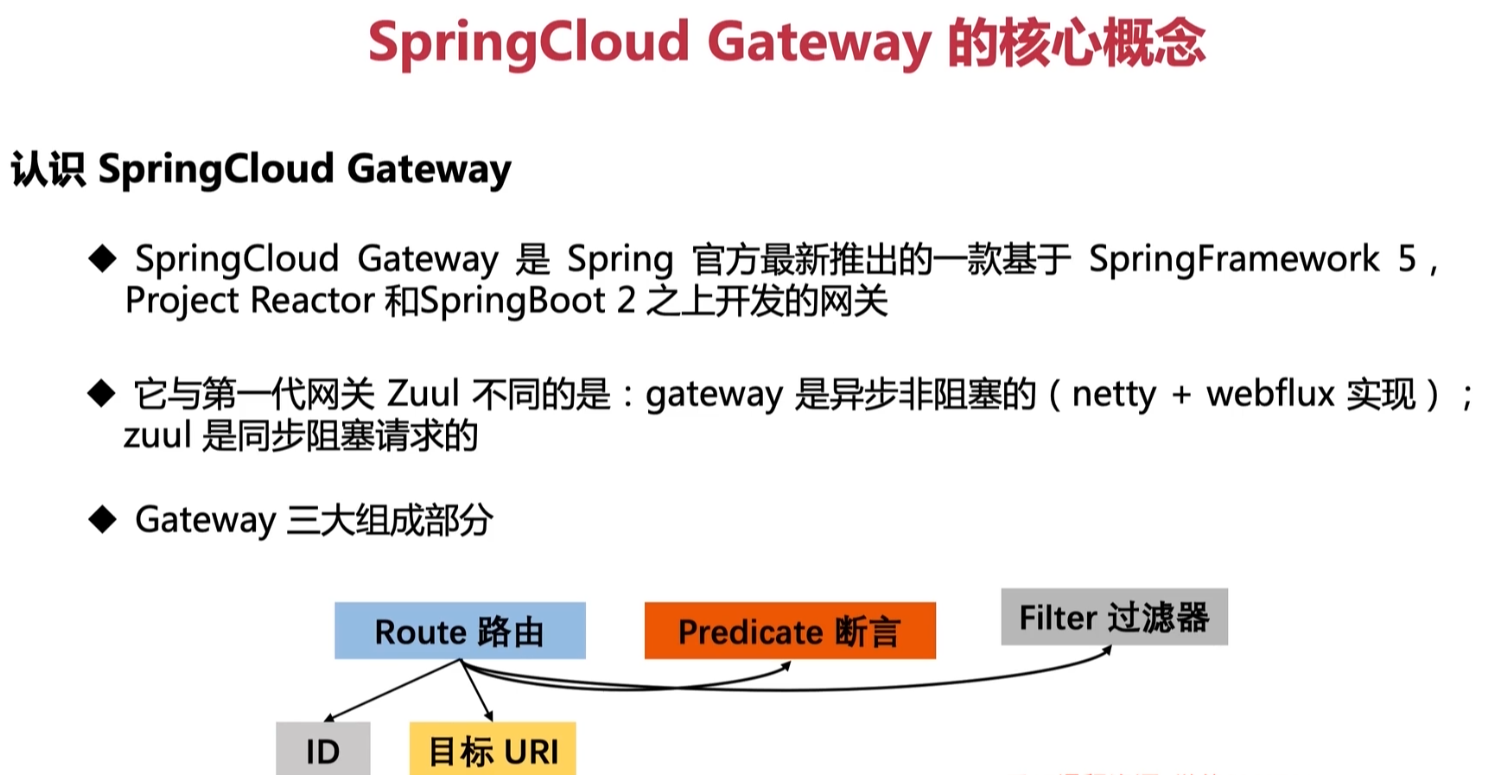 SpringCloud Gateway 的核心概念
认识 SpringCloud Gateway
◆ SpringCloud Gateway 是 Spring 官方最新推出的一款基于 SpringFramework 5，
Project Reactor 和SpringBoot 2 之上开发的网关
◆ 它与第一代网关 Zuul 不同的是：gateway 是异步非阻塞的（netty + webflux 实现）；
zuul 是同步阻塞请求的
◆ Gateway 三大组成部分
Route 路由
Predicate 断言
Filter 过滤器
ID
目标 URI